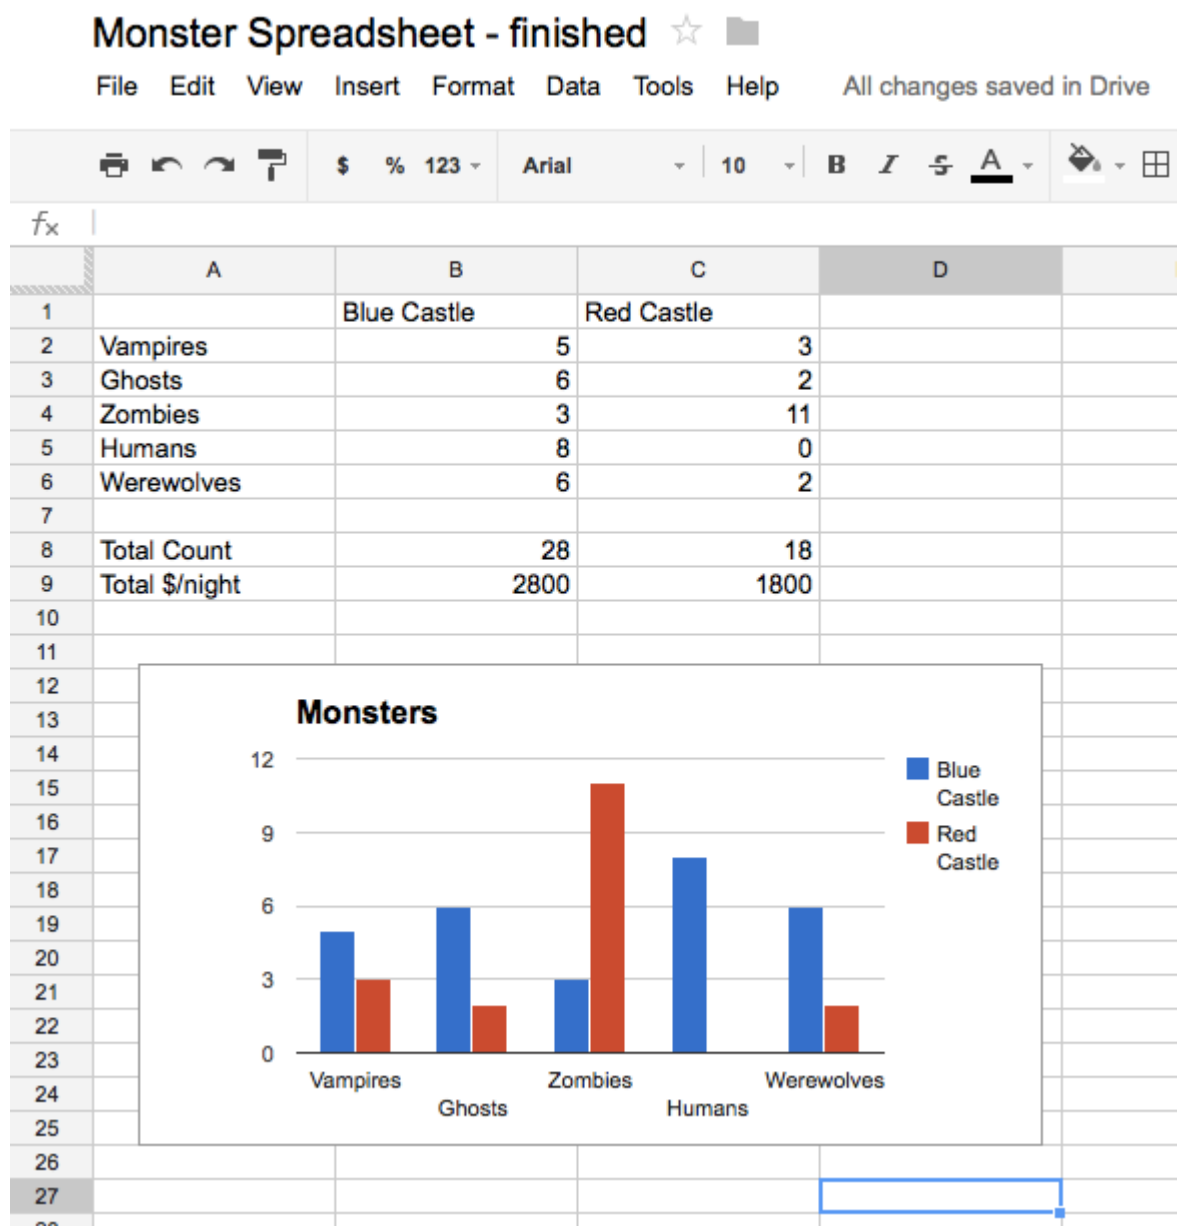 Monster Spreadsheet - finished
File Edit View Insert Format Data Tools Help All changes saved in Drive
$ % 123 Arial 10 B I S A
fx
A B C D
1 Blue Castle Red Castle
2 Vampires 5 3
3 Ghosts 6 2
4 Zombies 3 11
5 Humans 8 0
6 Werewolves 6 2
7
8 Total Count 28 18
9 Total $/night 2800 1800
10
11
12
13
14
15
16
17
18
19
20
21
22
23
24
25
26
27
Monsters
12
9
6
3
0
Vampires Zombies Werewolves
Ghosts Humans
Blue
Castle
Red
Castle